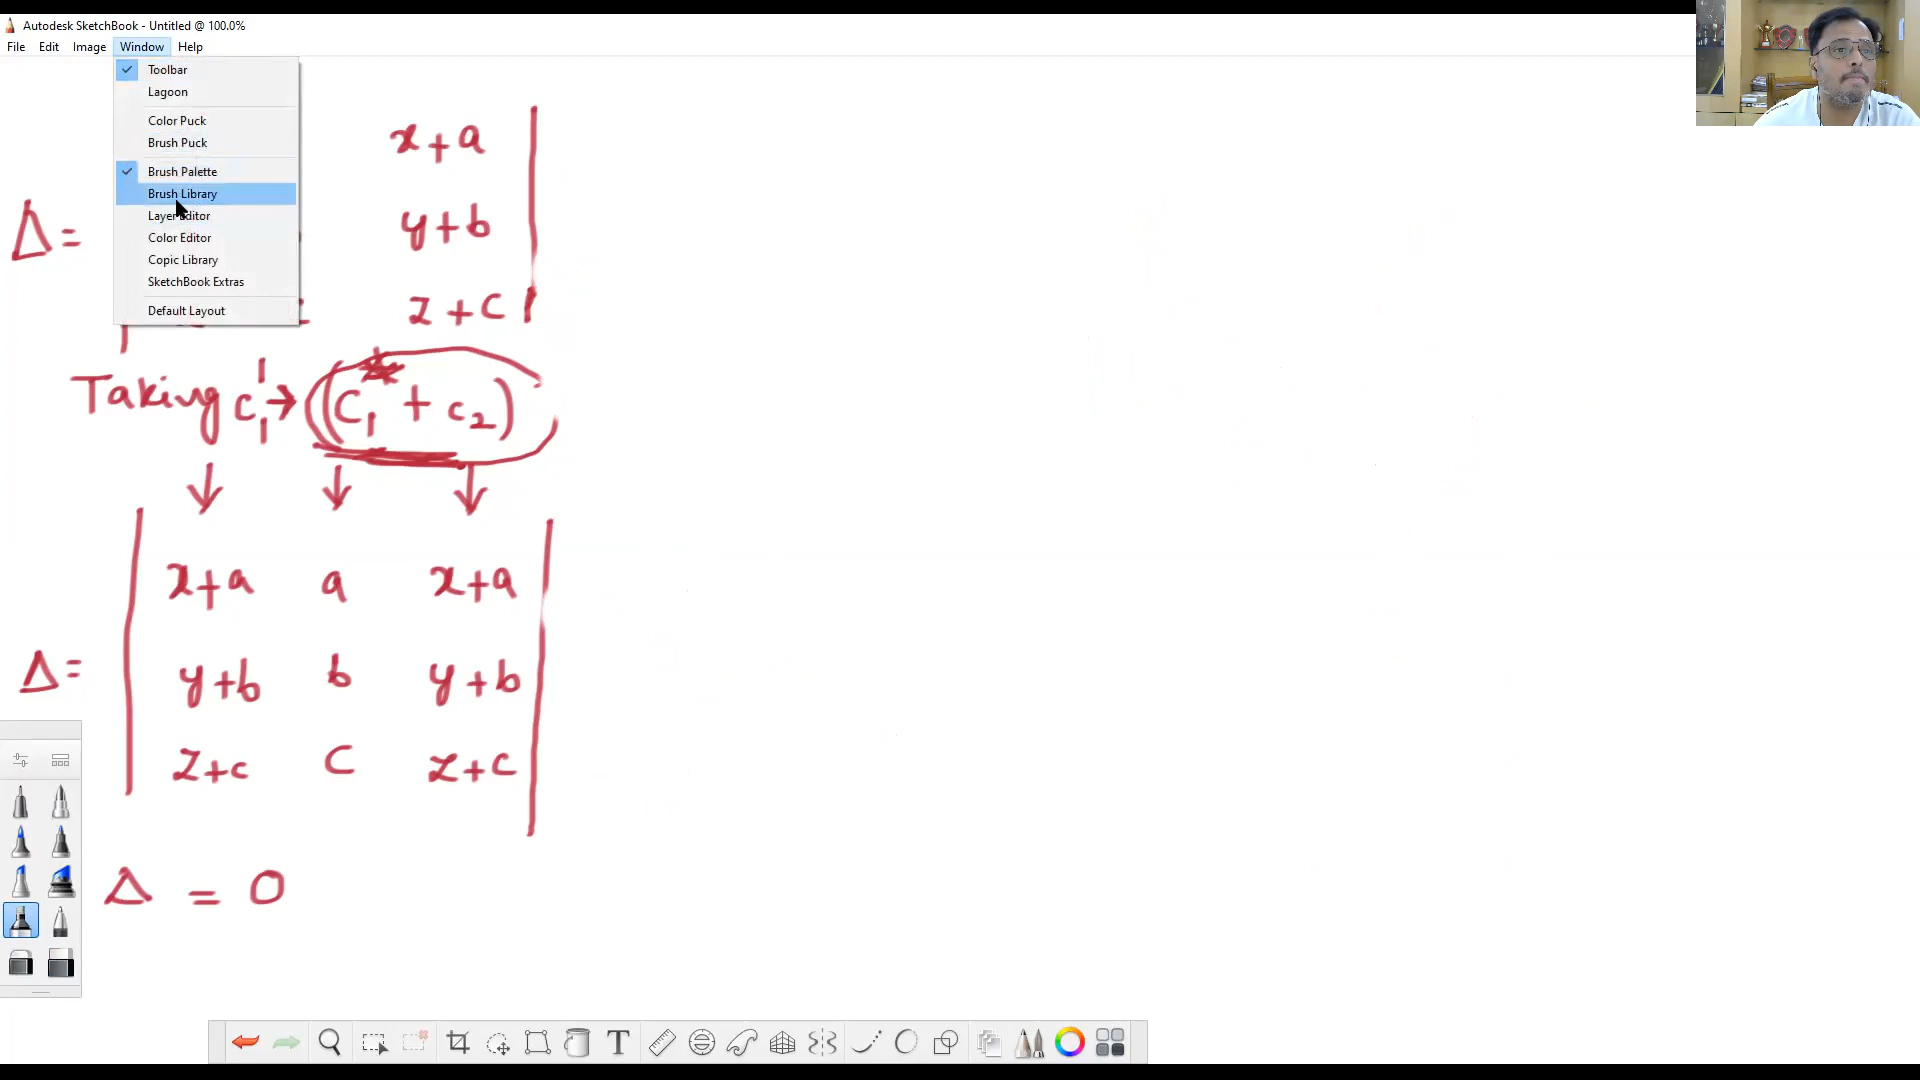 Autodesk SketchBook - Untitled @ 100.0%
File Edit Image Window Help
Toolbar
Lagoon
Color Puck
Brush Puck
Brush Palette
Brush Library
Layer Editor
Color Editor
Copic Library
SketchBook Extras
Default Layout
x+a
Δ= y+b
z+c
Taking C₁' → (C₁ + C₂)
x+a a x+a
Δ= y+b b y+b
z+c c z+c
Δ = 0
T